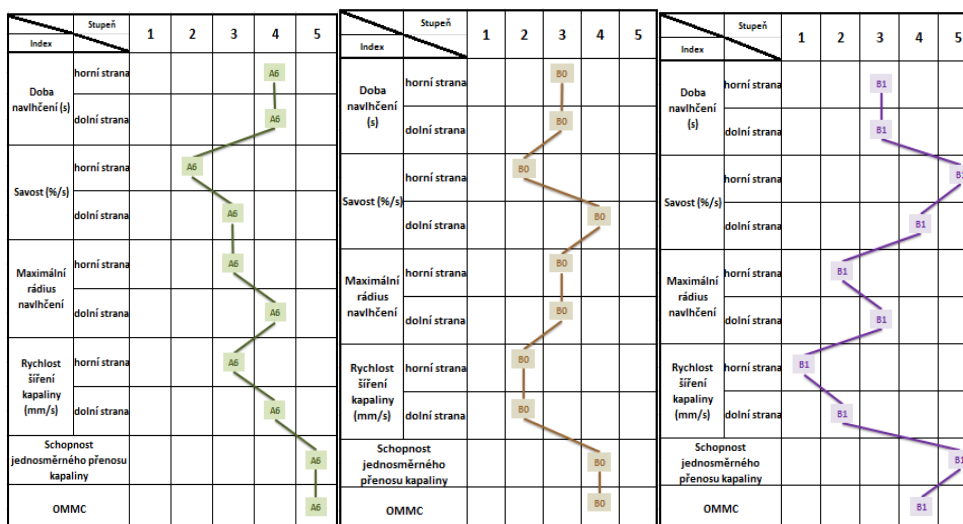 Stupeň
Index
1 2 3 4 5
Doba
navlhčení (s)
horní strana
A6
dolní strana
A6
Savost (%/s)
horní strana
A6
dolní strana
A6
Maximální
rádius
navlhčení
horní strana
A6
dolní strana
A6
Rychlost
šíření
kapaliny
(mm/s)
horní strana
A6
dolní strana
A6
Schopnost
jednosměrného přenosu
kapaliny
A6
OMMC
A6
Stupeň
Index
1 2 3 4 5
Doba
navlhčení
(s)
horní strana
B0
dolní strana
B0
Savost (%/s)
horní strana
B0
dolní strana
B0
Maximální
rádius
navlhčení
horní strana
B0
dolní strana
B0
Rychlost
šíření
kapaliny
(mm/s)
horní strana
B0
dolní strana
B0
Schopnost
jednosměrného
přenosu kapaliny
B0
OMMC
B0
Stupeň
Index
1 2 3 4 5
Doba
navlhčení
(s)
horní strana
B1
dolní strana
B1
Savost (%/s)
horní strana
B1
dolní strana
B1
Maximální
rádius
navlhčení
horní strana
B1
dolní strana
B1
Rychlost
šíření
kapaliny
(mm/s)
horní strana
B1
dolní strana
B1
Schopnost
jednosměrného
přenosu kapaliny
B1
OMMC
B1